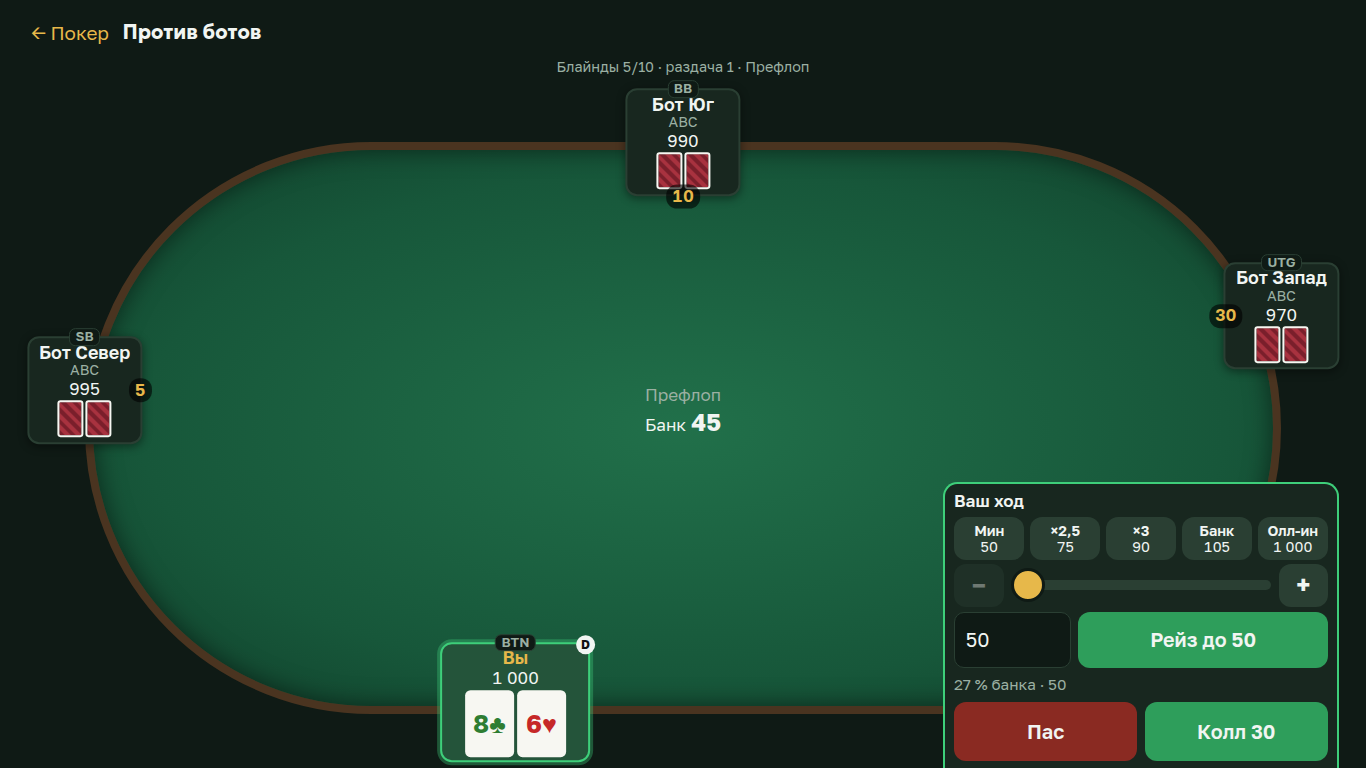 ← Покер Против ботов
Блайнды 5/10 · раздача 1 · Префлоп
BB
Бот Юг
ABC
990
10
UTG
Бот Запад
ABC
970
30
SB
Бот Север
ABC
995
5
Префлоп
Банк 45
BTN
D
Вы
1 000
8♣ 6♥
Ваш ход
Мин ×2,5 ×3 Банк Олл-ин
50 75 90 105 1 000
− +
50 Рейз до 50
27 % банка · 50
Пас Колл 30